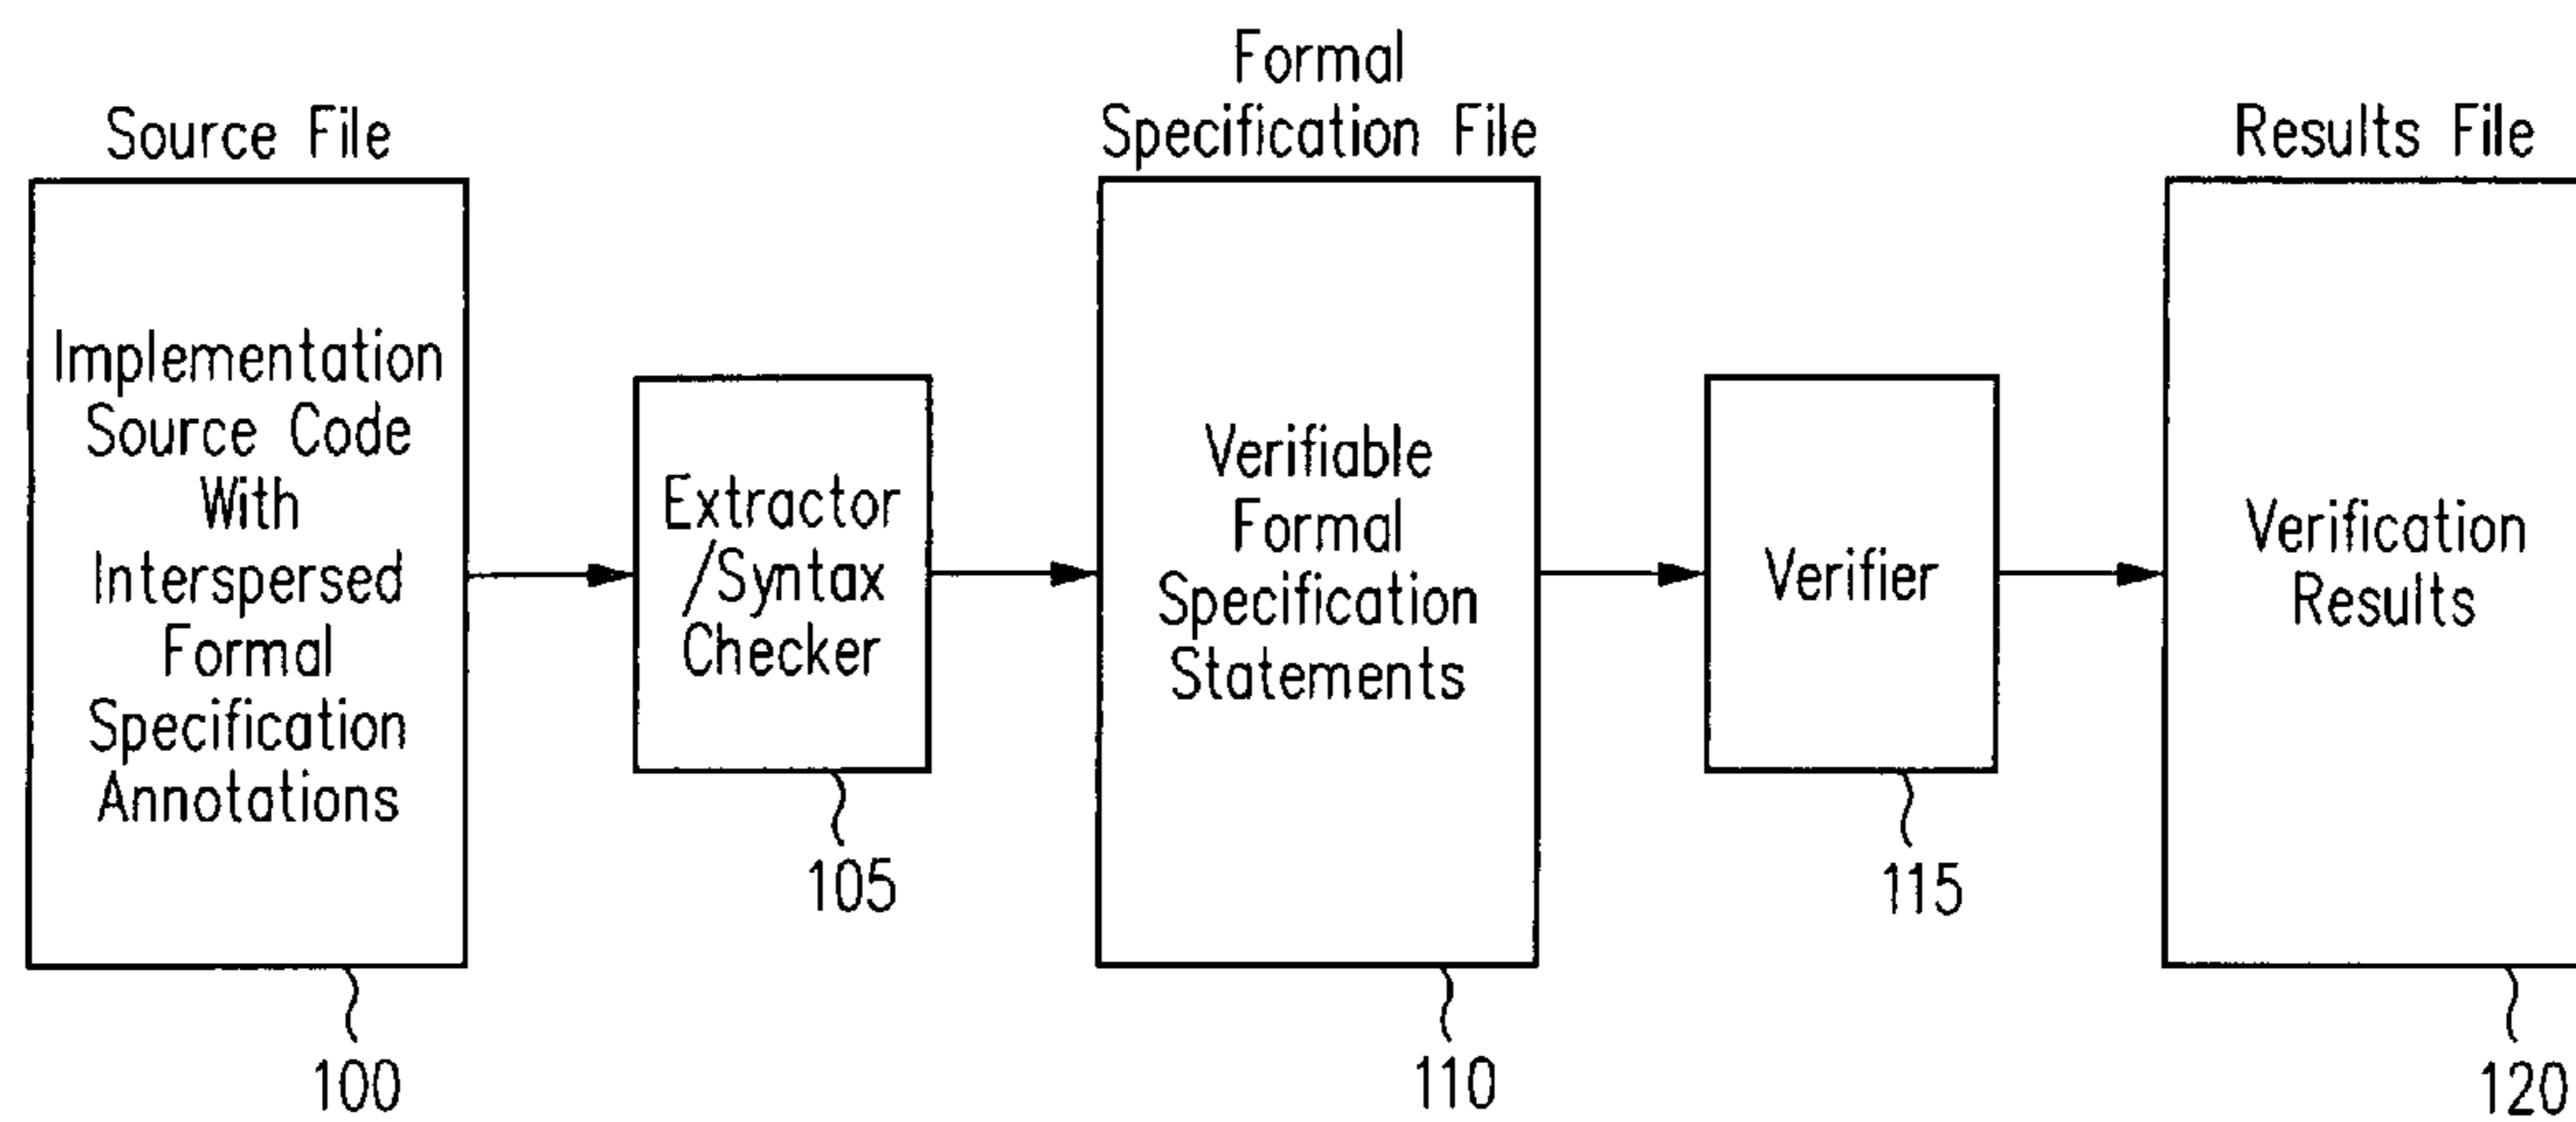 Source File
Implementation
Source Code
With
Interspersed
Formal
Specification
Annotations
100
Extractor
/Syntax
Checker
105
Formal
Specification File
Verifiable
Formal
Specification
Statements
110
Verifier
115
Results File
Verification
Results
120